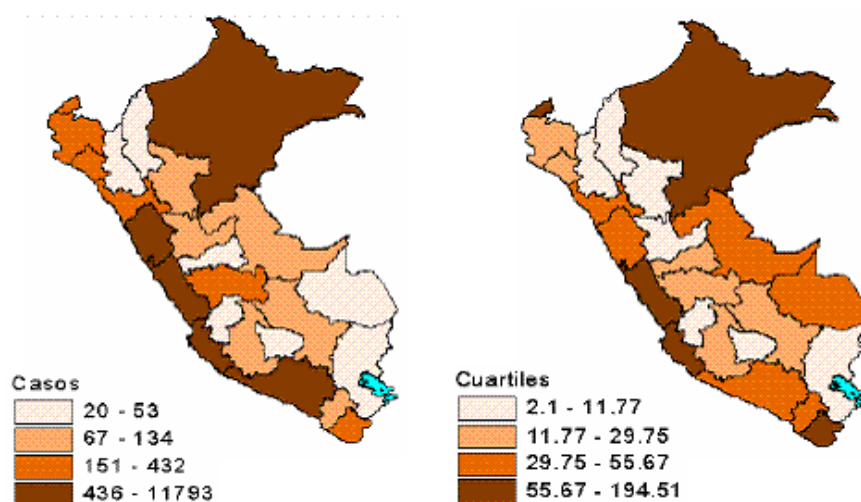 Casos
20 - 53
67 - 134
151 - 432
436 - 11793
Cuartiles
2.1 - 11.77
11.77 - 29.75
29.75 - 55.67
55.67 - 194.51